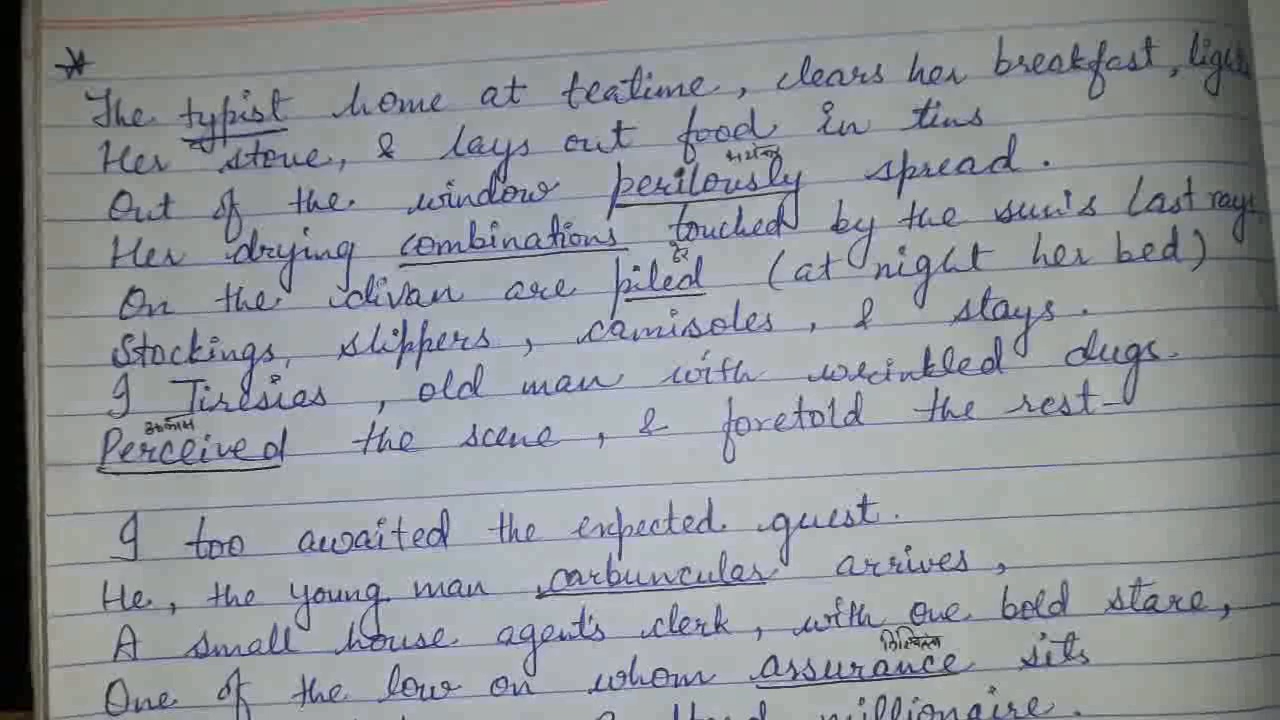 The typist home at teatime, clears her breakfast,
Her stove, & lays out food in tins
Out of the window perilously spread.
Her drying combinations touched by the sun's last rays
On the divan are piled (at night her bed)
ढेर
Stockings, slippers, camisoles, & stays.
I Tiresias, old man with wrinkled dugs.
Perceived the scene, & foretold the rest-
I too awaited the expected guest.
He, the young man carbuncular arrives,
A small house agent's clerk, with one bold stare,
One of the low on whom assurance sits
millionaire.